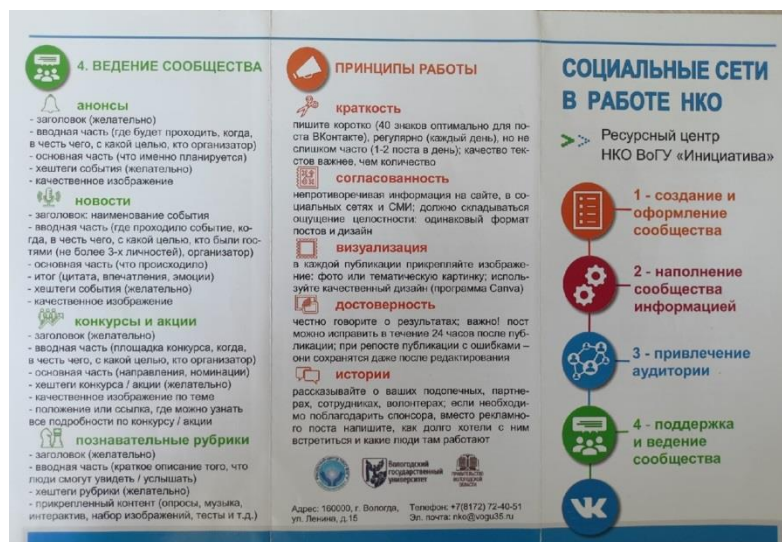 4. ВЕДЕНИЕ СООБЩЕСТВА
анонсы
- заголовок (желательно)
- вводная часть (где будет проходить, когда,
в честь чего, с какой целью, кто организатор)
- основная часть (что именно планируется)
- хештеги события (желательно)
- качественное изображение
новости
- заголовок: наименование события
- вводная часть (где проходило событие, ко-
гда, в честь чего, с какой целью, кто были гос-
тями (не более 3-х личностей), организатор)
- основная часть (что происходило)
- итог (цитата, впечатления, эмоции)
- хештеги события (желательно)
- качественное изображение
конкурсы и акции
- заголовок (желательно)
- вводная часть (площадка конкурса, когда,
в честь чего, с какой целью, кто организатор)
- основная часть (направления, номинации)
- хештеги конкурса / акции (желательно)
- качественное изображение по теме
- положение или ссылка, где можно узнать
все подробности по конкурсу / акции
познавательные рубрики
- заголовок (желательно)
- вводная часть (краткое описание того, что
люди смогут увидеть / услышать)
- хештеги рубрики (желательно)
- прикрепленный контент (опросы, музыка,
интерактив, набор изображений, тесты и т.д.)
ПРИНЦИПЫ РАБОТЫ
краткость
пишите коротко (40 знаков оптимально для по-
ста ВКонтакте), регулярно (каждый день), но не
слишком часто (1-2 поста в день); качество тек-
стов важнее, чем количество
согласованность
непротиворечивая информация на сайте, в со-
циальных сетях и СМИ; должно складываться
ощущение целостности: одинаковый формат
постов и дизайн
визуализация
в каждой публикации прикрепляйте изображе-
ние: фото или тематическую картинку; исполь-
зуйте качественный дизайн (программа Canva)
достоверность
честно говорите о результатах; важно! пост
можно исправить в течение 24 часов после пуб-
ликации; при репосте публикации с ошибками –
они сохранятся даже после редактирования
истории
рассказывайте о ваших подопечных, партне-
рах, сотрудниках, волонтерах; если необходи-
мо поблагодарить спонсора, вместо рекламно-
го поста напишите, как долго хотели с ним
встретиться и какие люди там работают
Вологодский
государственный
университет
ПРАВИТЕЛЬСТВО
ВОЛОГОДСКОЙ
ОБЛАСТИ
Адрес: 160000, г. Вологда,
ул. Ленина, д.15
Телефон: +7(8172) 72-40-51
Эл. почта: nko@vogu35.ru
СОЦИАЛЬНЫЕ СЕТИ
В РАБОТЕ НКО
Ресурсный центр
НКО ВоГУ «Инициатива»
1 - создание и
оформление
сообщества
2 - наполнение
сообщества
информацией
3 - привлечение
аудитории
4 - поддержка
и ведение
сообщества